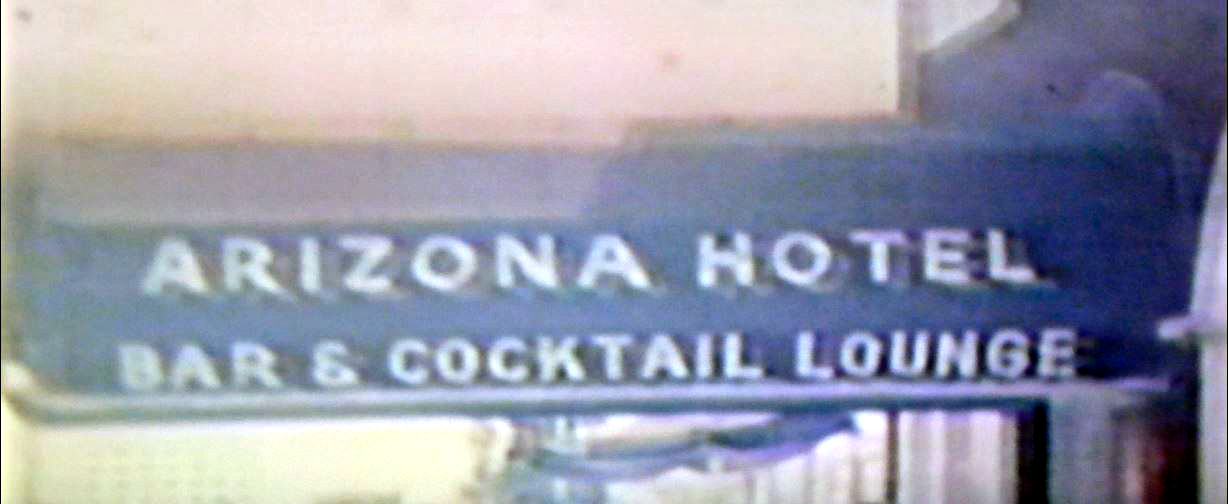 ARIZONA HOTEL
BAR & COCKTAIL LOUNGE